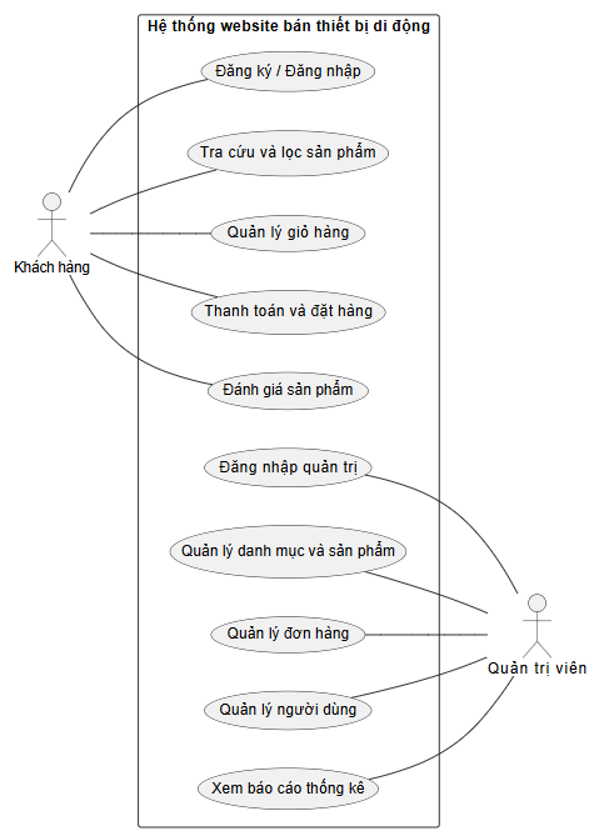 Hệ thống website bán thiết bị di động
Đăng ký / Đăng nhập
Tra cứu và lọc sản phẩm
Quản lý giỏ hàng
Khách hàng
Thanh toán và đặt hàng
Đánh giá sản phẩm
Đăng nhập quản trị
Quản lý danh mục và sản phẩm
Quản lý đơn hàng
Quản trị viên
Quản lý người dùng
Xem báo cáo thống kê